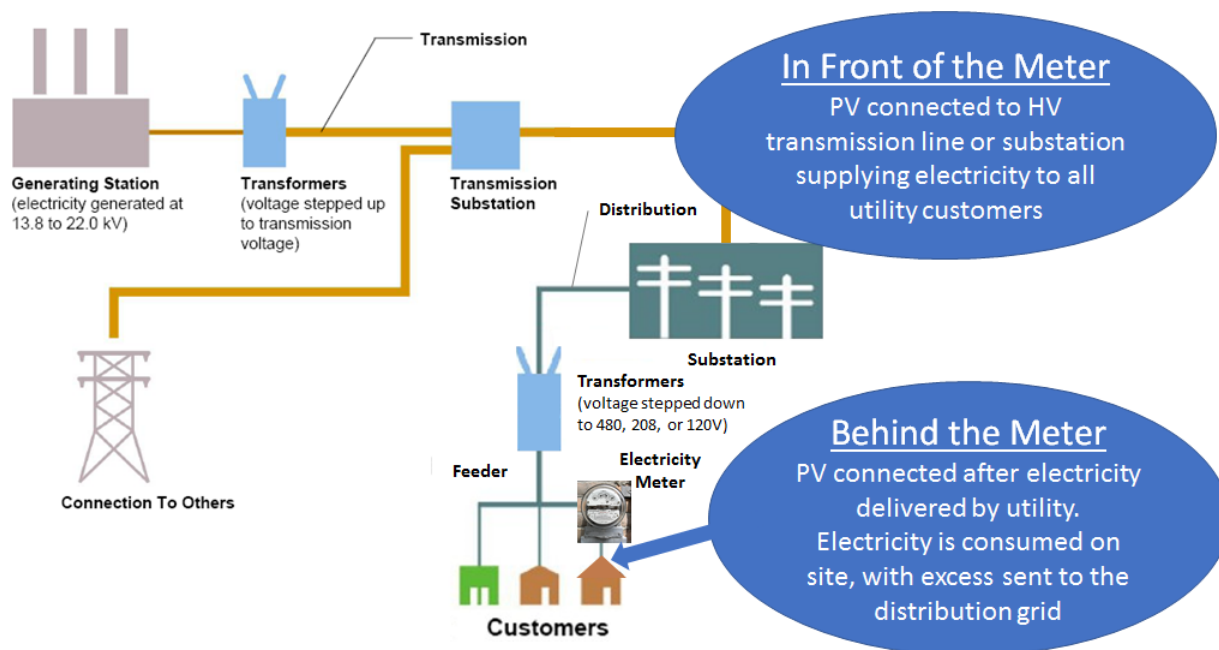 Transmission
Generating Station
(electricity generated at
13.8 to 22.0 kV)
Transformers
(voltage stepped up
to transmission
voltage)
Transmission
Substation
In Front of the Meter
PV connected to HV
transmission line or substation
supplying electricity to all
utility customers
Distribution
Substation
Connection To Others
Transformers
(voltage stepped down
to 480, 208, or 120V)
Feeder
Electricity
Meter
Customers
Behind the Meter
PV connected after electricity
delivered by utility.
Electricity is consumed on
site, with excess sent to the
distribution grid